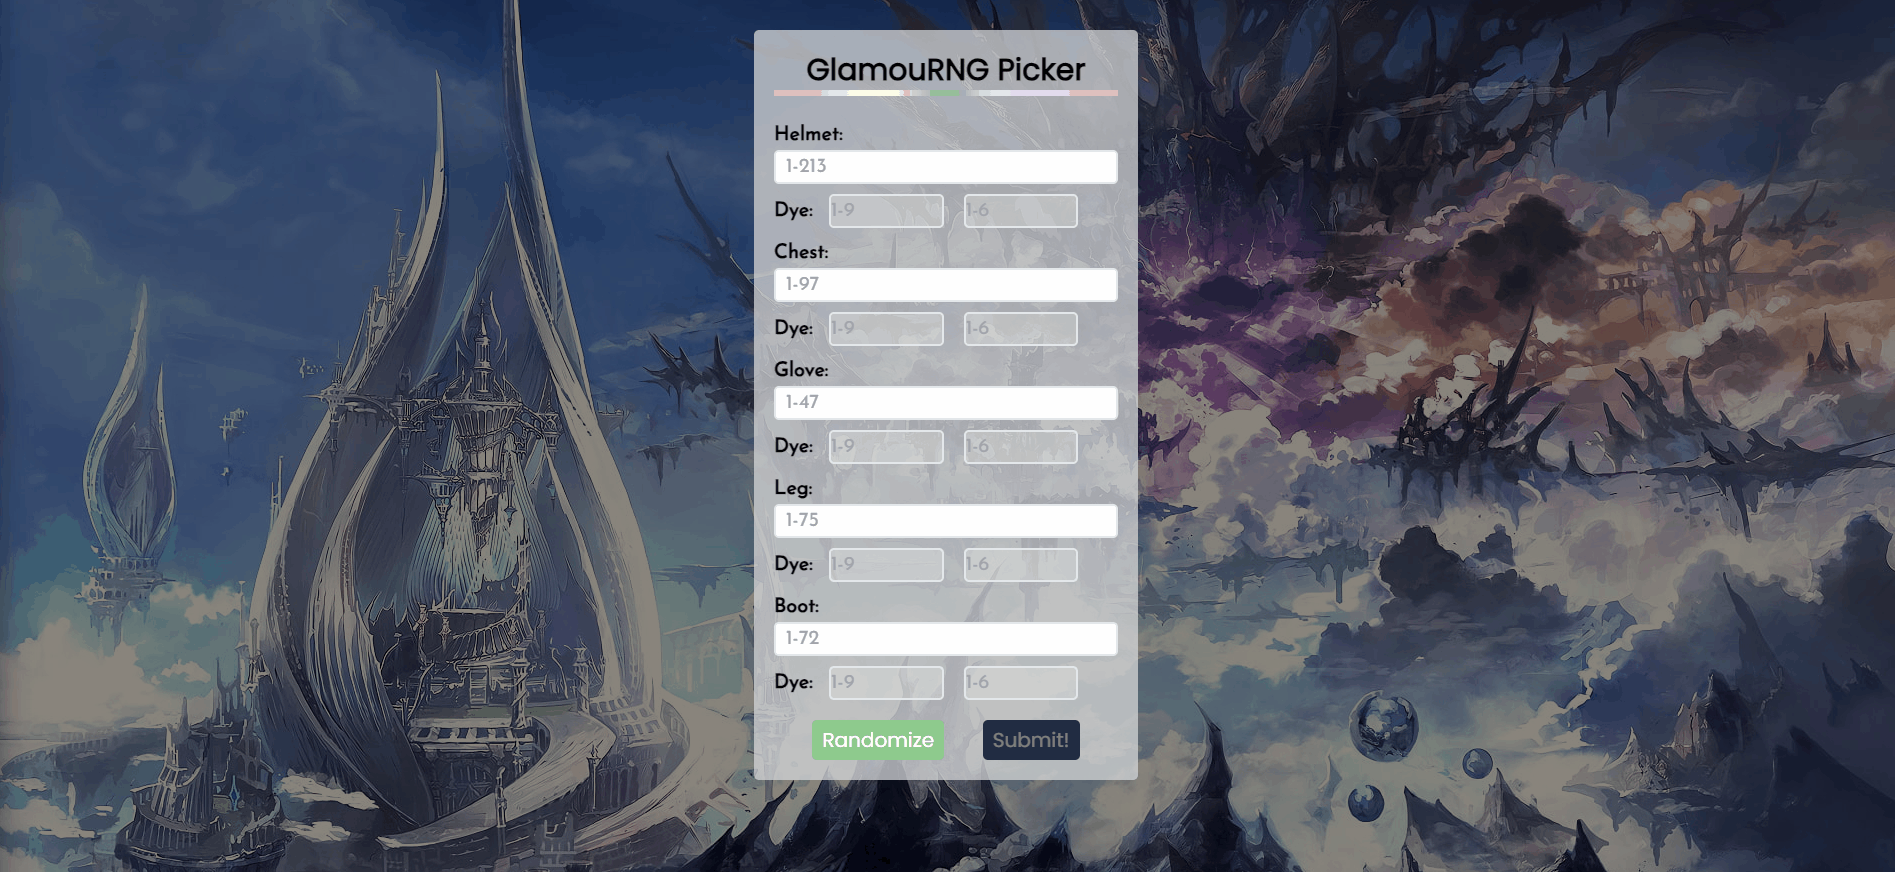 GlamouRNG Picker
Helmet:
1-213
Dye: 1-9 1-6
Chest:
1-97
Dye: 1-9 1-6
Glove:
1-47
Dye: 1-9 1-6
Leg:
1-75
Dye: 1-9 1-6
Boot:
1-72
Dye: 1-9 1-6
Randomize Submit!